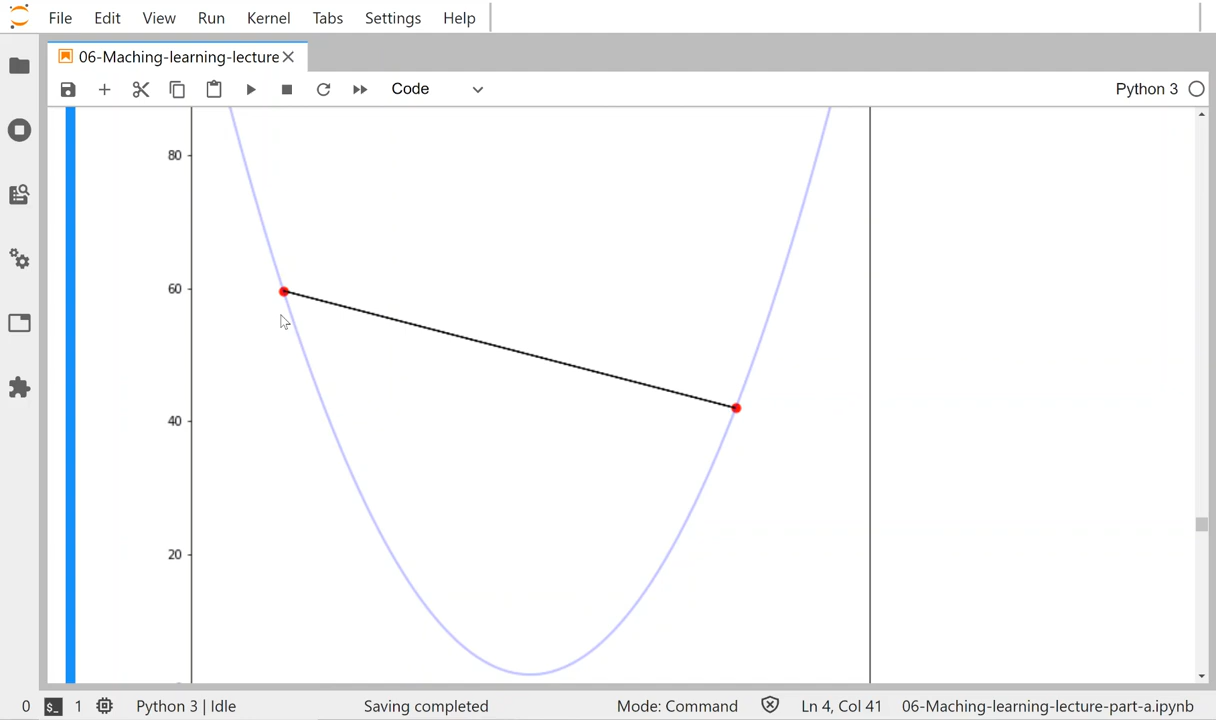 File Edit View Run Kernel Tabs Settings Help
06-Maching-learning-lecture
Code
Python 3
80
60
40
20
0 $_ 1 Python 3 | Idle Saving completed Mode: Command Ln 4, Col 41 06-Maching-learning-lecture-part-a.ipynb